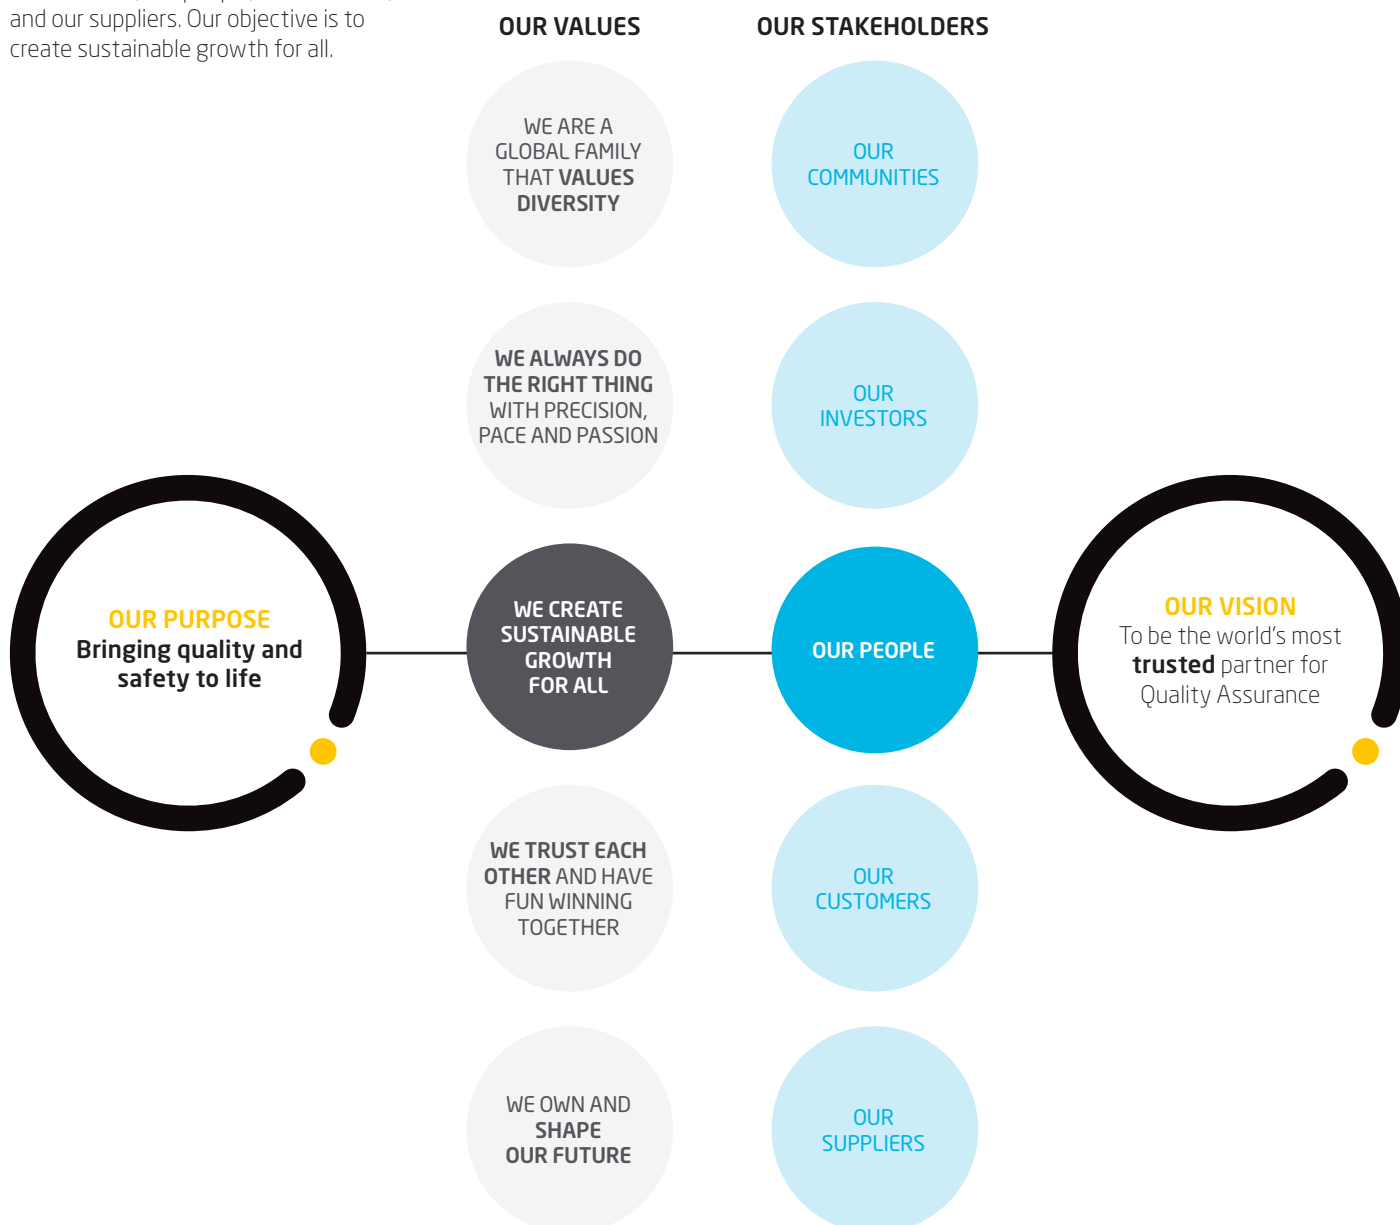 and our suppliers. Our objective is to
create sustainable growth for all.
OUR VALUES
OUR STAKEHOLDERS
WE ARE A
GLOBAL FAMILY
THAT VALUES
DIVERSITY
OUR
COMMUNITIES
WE ALWAYS DO
THE RIGHT THING
WITH PRECISION,
PACE AND PASSION
OUR
INVESTORS
OUR PURPOSE
Bringing quality and
safety to life
WE CREATE
SUSTAINABLE
GROWTH
FOR ALL
OUR PEOPLE
OUR VISION
To be the world's most
trusted partner for
Quality Assurance
WE TRUST EACH
OTHER AND HAVE
FUN WINNING
TOGETHER
OUR
CUSTOMERS
WE OWN AND
SHAPE
OUR FUTURE
OUR
SUPPLIERS